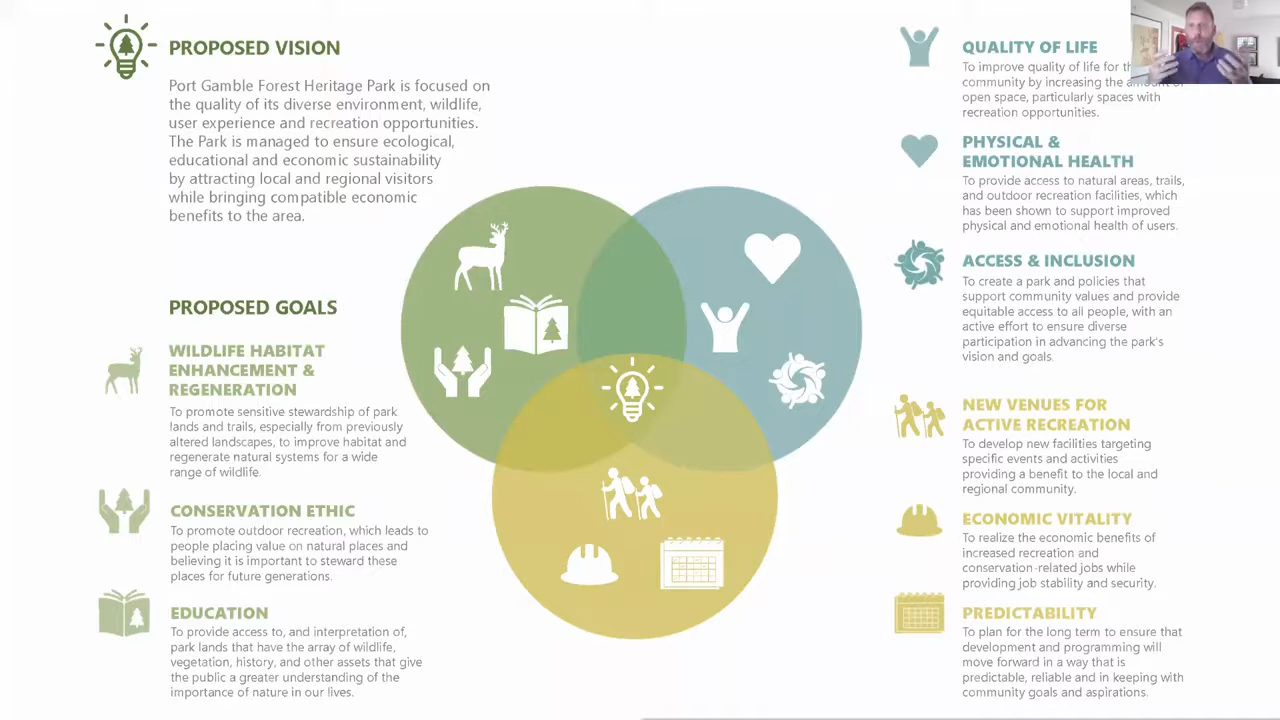 PROPOSED VISION
Port Gamble Forest Heritage Park is focused on
the quality of its diverse environment, wildlife,
user experience and recreation opportunities.
The Park is managed to ensure ecological,
educational and economic sustainability
by attracting local and regional visitors
while bringing compatible economic
benefits to the area.
PROPOSED GOALS
WILDLIFE HABITAT
ENHANCEMENT &
REGENERATION
To promote sensitive stewardship of park
lands and trails, especially from previously
altered landscapes, to improve habitat and
regenerate natural systems for a wide
range of wildlife.
CONSERVATION ETHIC
To promote outdoor recreation, which leads to
people placing value on natural places and
believing it is important to steward these
places for future generations.
EDUCATION
To provide access to, and interpretation of,
park lands that have the array of wildlife,
vegetation, history, and other assets that give
the public a greater understanding of the
importance of nature in our lives.
QUALITY OF LIFE
To improve quality of life for
community by increasing the amount of
open space, particularly spaces with
recreation opportunities.
PHYSICAL &
EMOTIONAL HEALTH
To provide access to natural areas, trails,
and outdoor recreation facilities, which
has been shown to support improved
physical and emotional health of users.
ACCESS & INCLUSION
To create a park and policies that
support community values and provide
equitable access to all people, with an
active effort to ensure diverse
participation in advancing the park's
vision and goals.
NEW VENUES FOR
ACTIVE RECREATION
To develop new facilities targeting
specific events and activities
providing a benefit to the local and
regional community.
ECONOMIC VITALITY
To realize the economic benefits of
increased recreation and
conservation-related jobs while
providing job stability and security.
PREDICTABILITY
To plan for the long term to ensure that
development and programming will
move forward in a way that is
predictable, reliable and in keeping with
community goals and aspirations.